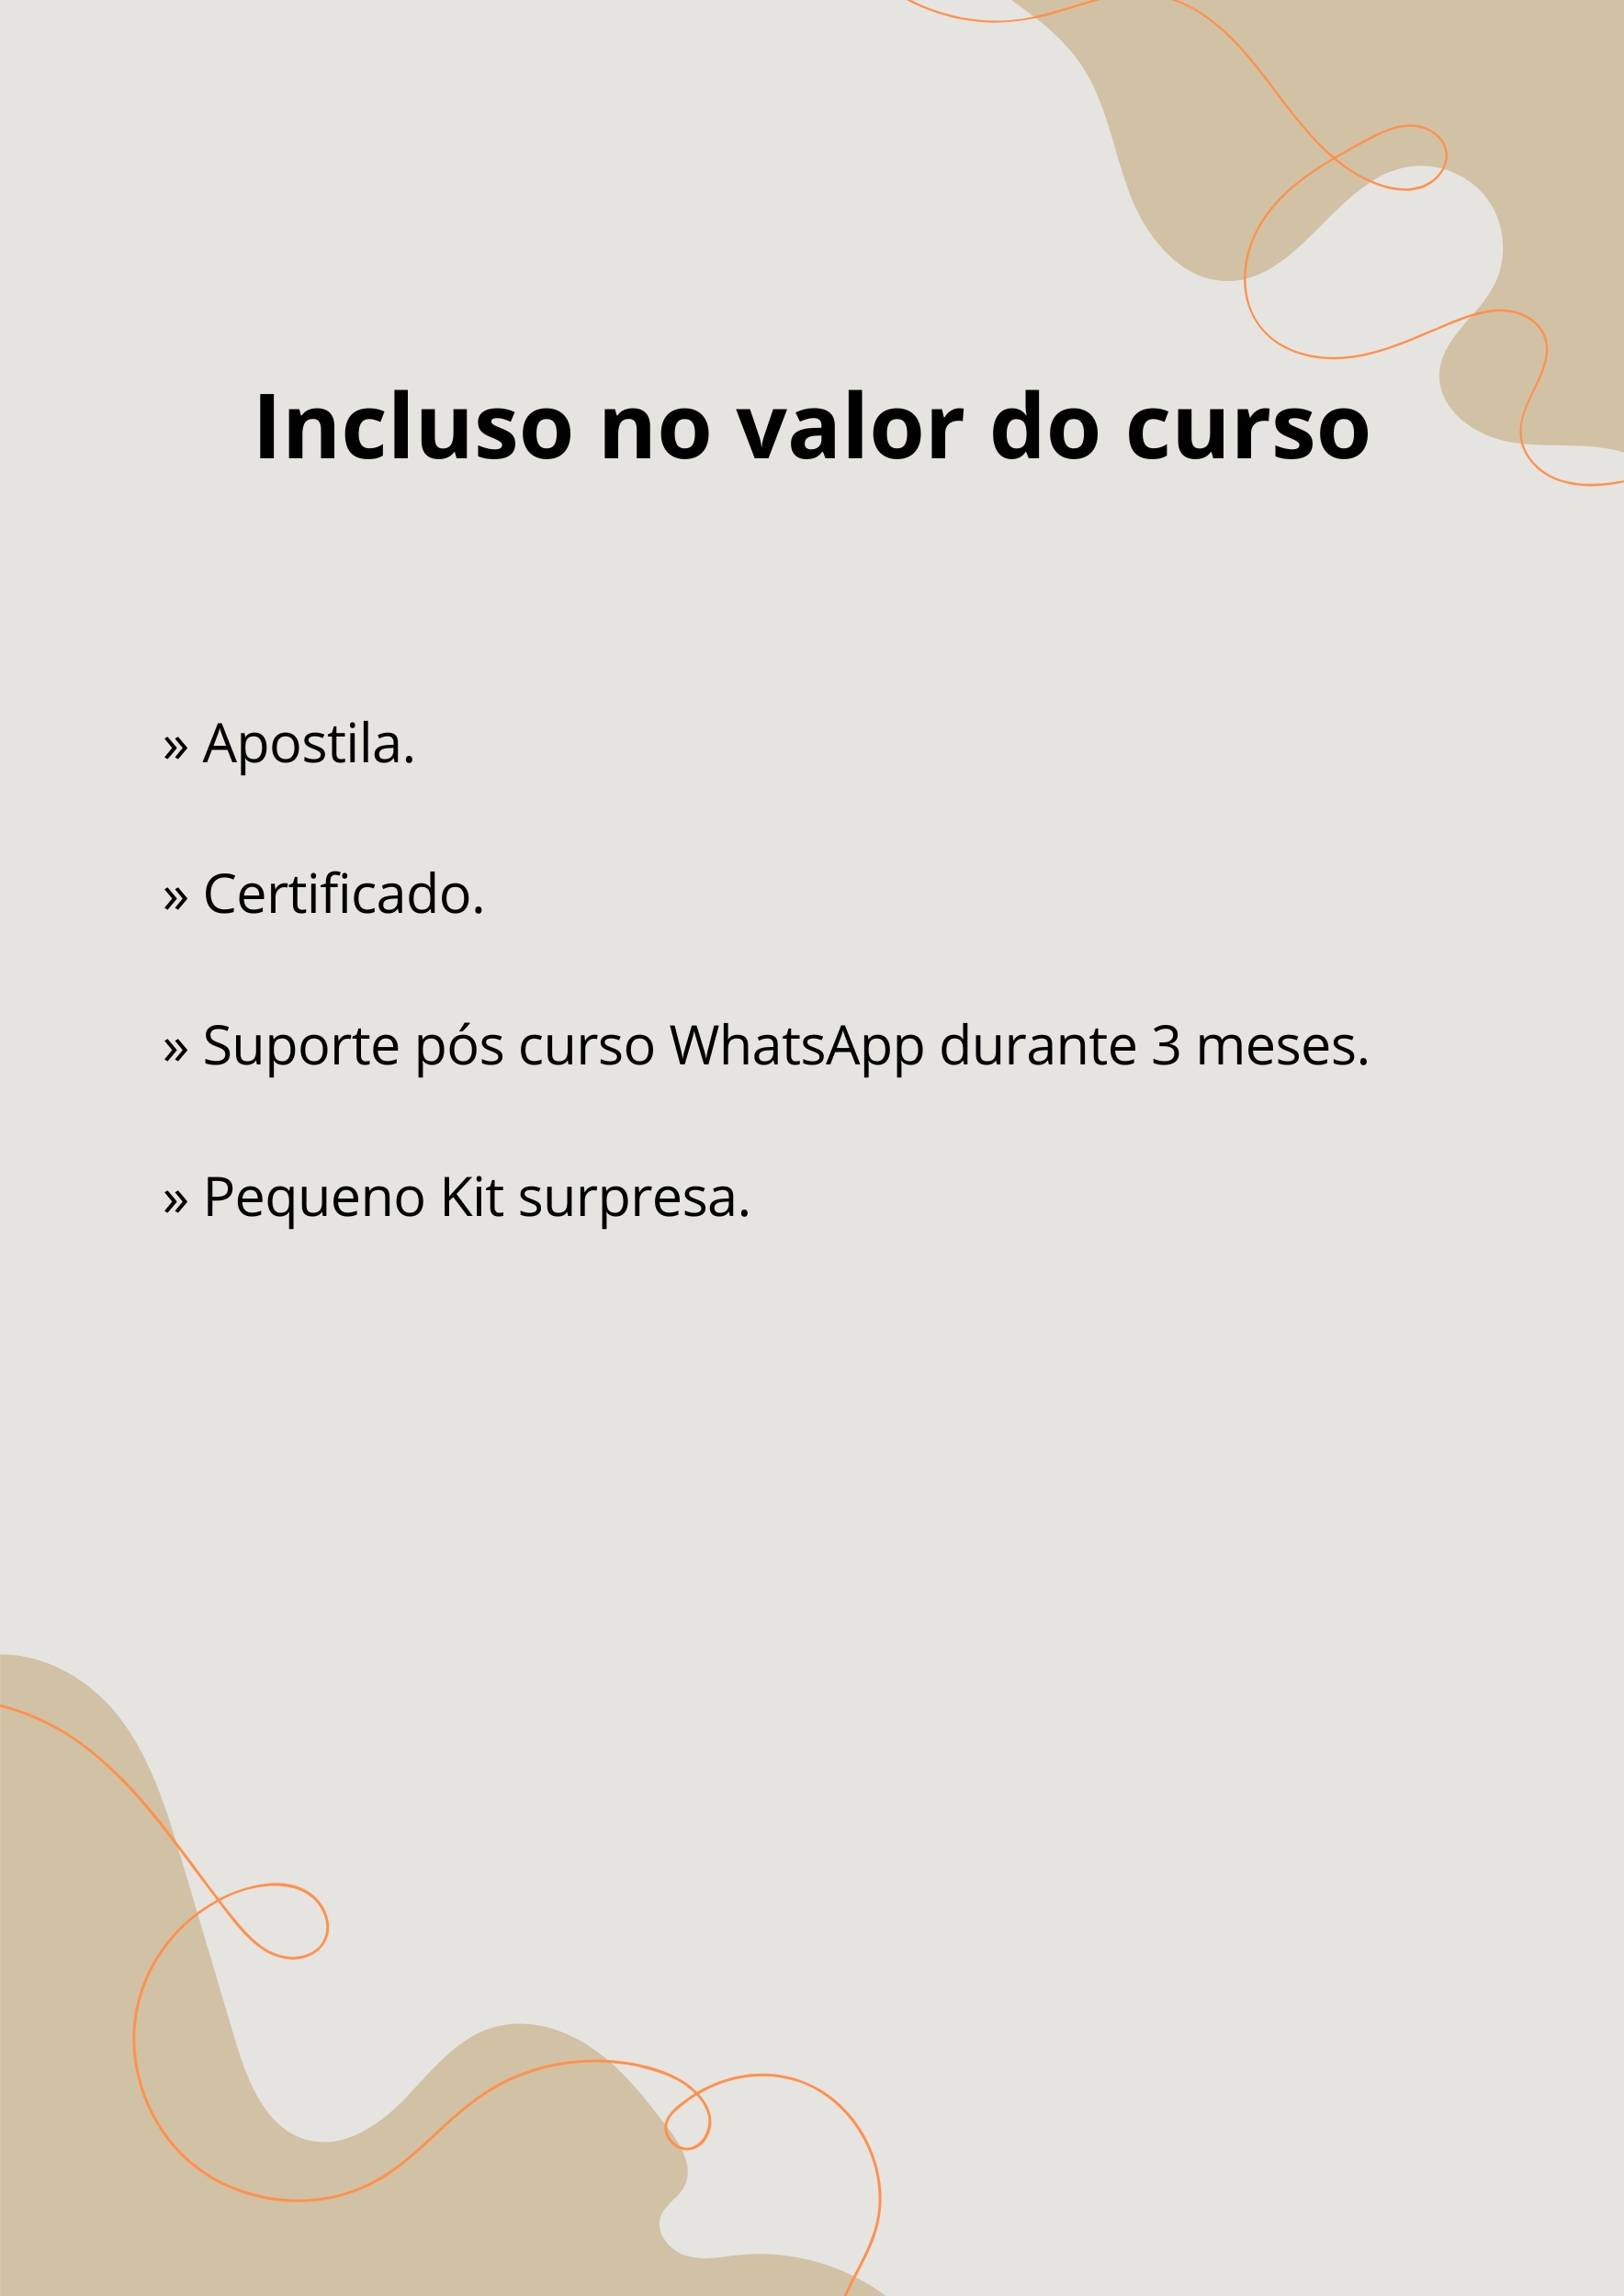 Incluso no valor do curso
» Apostila.
» Certificado.
» Suporte pós curso WhatsApp durante 3 meses.
» Pequeno Kit surpresa.